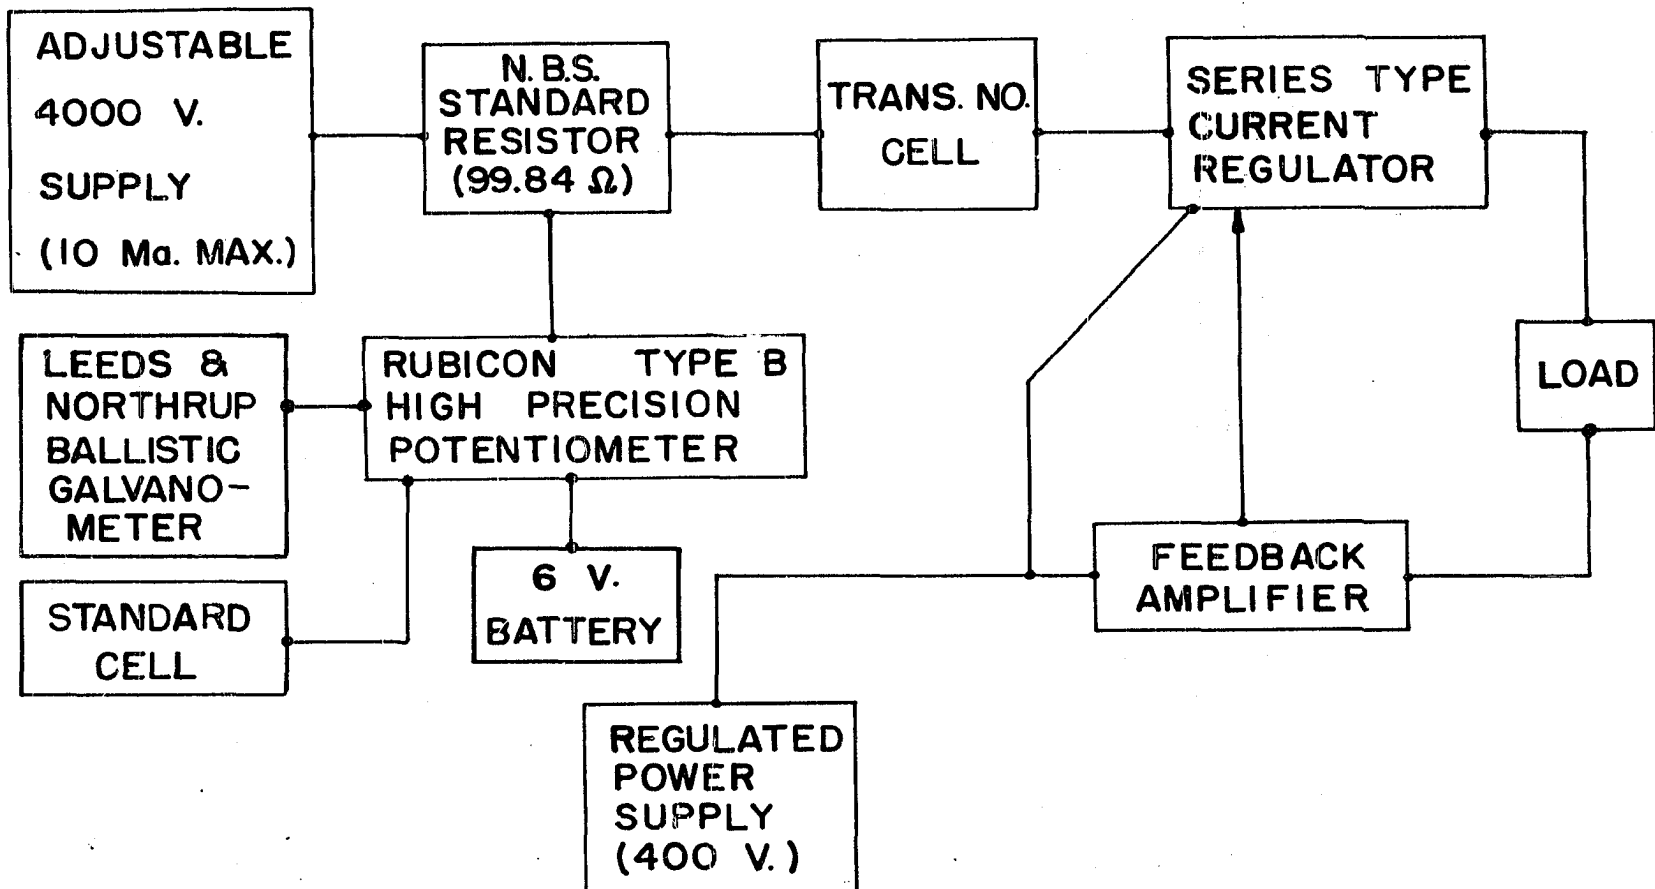 ADJUSTABLE
4000 V.
SUPPLY
(10 Ma. MAX.)
N.B.S.
STANDARD
RESISTOR
(99.84 Ω)
TRANS. NO.
CELL
SERIES TYPE
CURRENT
REGULATOR
LEEDS &
NORTHRUP
BALLISTIC
GALVANO-
METER
RUBICON TYPE B
HIGH PRECISION
POTENTIOMETER
LOAD
STANDARD
CELL
6 V.
BATTERY
FEEDBACK
AMPLIFIER
REGULATED
POWER
SUPPLY
(400 V.)